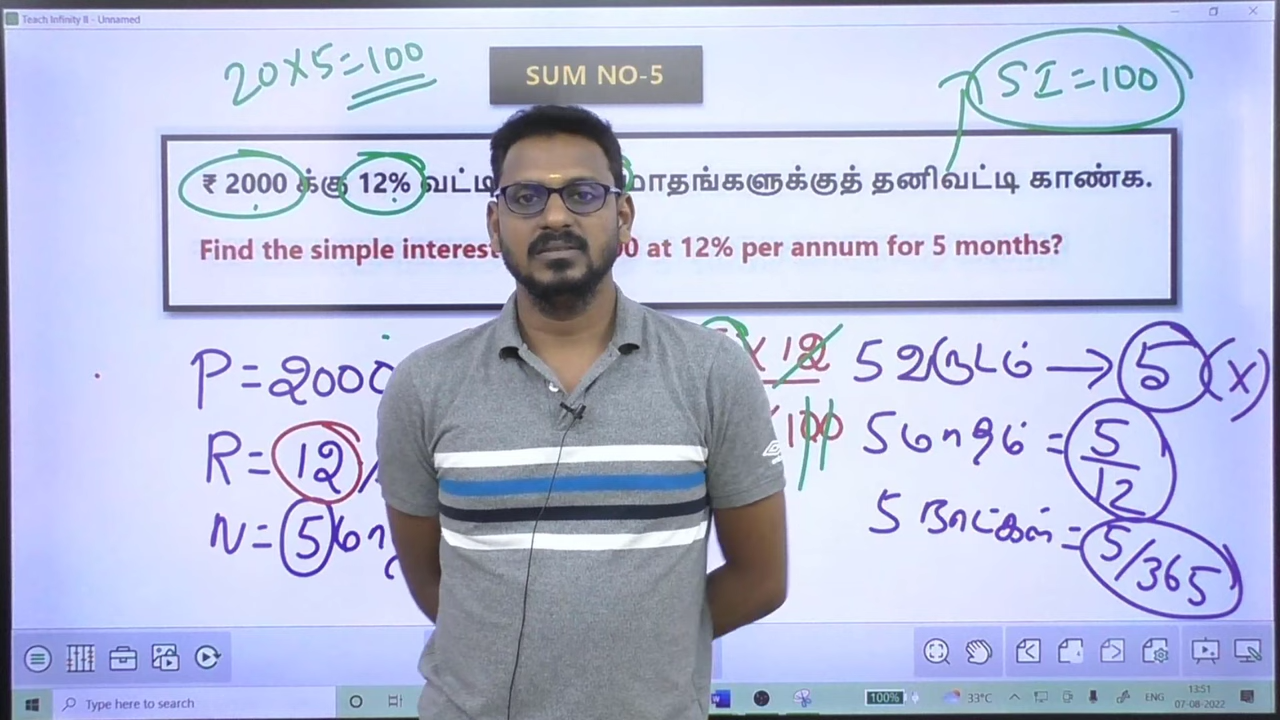 Teach Infinity II - Unnamed
20×5=100
SUM NO-5
SI=100
₹ 2000 க்கு 12% வட்டி மாதங்களுக்குத் தனிவட்டி காண்க.
Find the simple interest 00 at 12% per annum for 5 months?
P=2000
×12
5 வருடம் → 5 (x)
R=12
100
5 மாதம் = 5/12
N=5 மா
5 நாட்கள் = 5/365
Type here to search
100%
33°C
ENG
13:51
07-08-2022